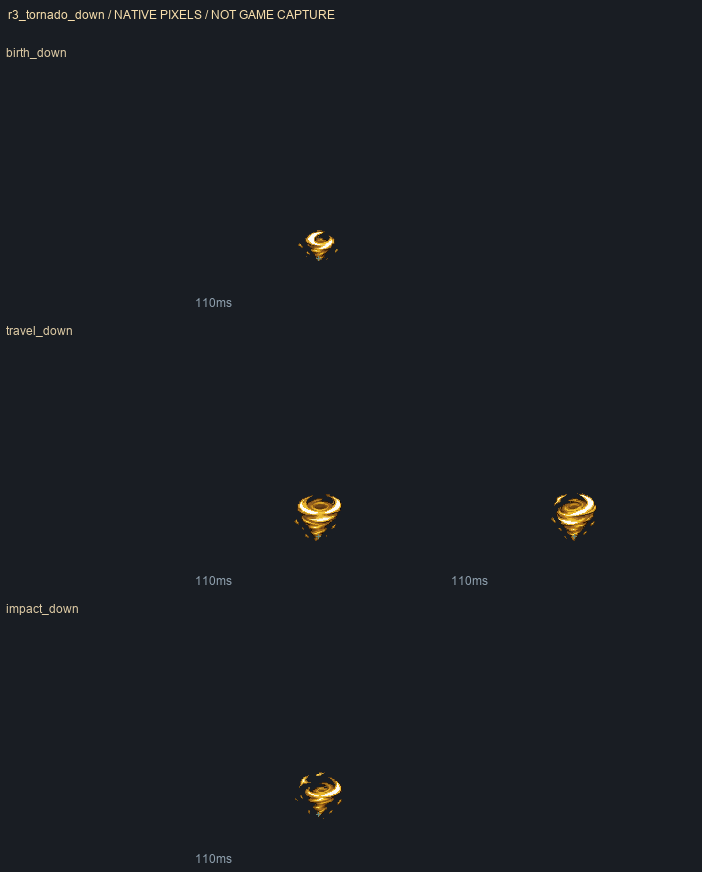 r3_tornado_down / NATIVE PIXELS / NOT GAME CAPTURE
birth_down
110ms
travel_down
110ms 110ms
impact_down
110ms